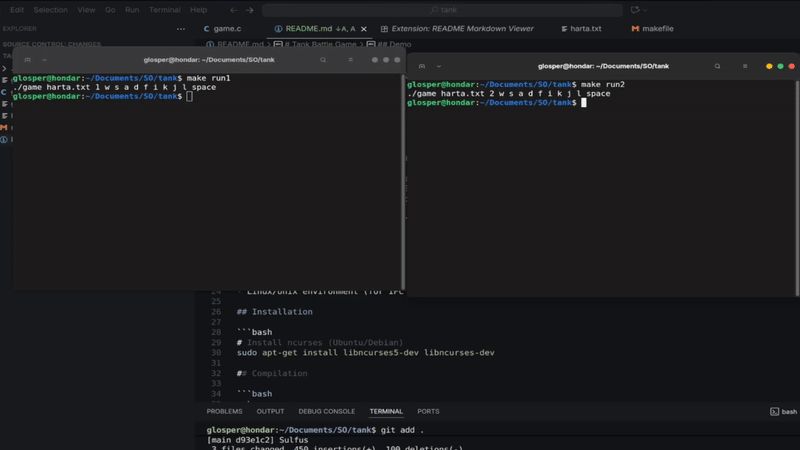 Edit Selection View Go Run Terminal Help
tank
EXPLORER
game.c
README.md ↓A, A
Extension: README Markdown Viewer
harta.txt
makefile
SOURCE CONTROL: CHANGES
README.md > # Tank Battle Game > ## Demo
glosper@hondar: ~/Documents/SO/tank
glosper@hondar:~/Documents/SO/tank$ make run1
./game harta.txt 1 w s a d f i k j l space
glosper@hondar:~/Documents/SO/tank$
glosper@hondar: ~/Documents/SO/tank
glosper@hondar:~/Documents/SO/tank$ make run2
./game harta.txt 2 w s a d f i k j l space
glosper@hondar:~/Documents/SO/tank$
24 - Linux/Unix environment (for IPC
25
26 ## Installation
27
28 ```bash
29 # Install ncurses (Ubuntu/Debian)
30 sudo apt-get install libncurses5-dev libncurses-dev
31
32 ## Compilation
33
34 ```bash
PROBLEMS OUTPUT DEBUG CONSOLE TERMINAL PORTS
bash
glosper@hondar:~/Documents/SO/tank$ git add .
[main d93e1c2] Sulfus
3 files changed, 450 insertions(+), 100 deletions(-)